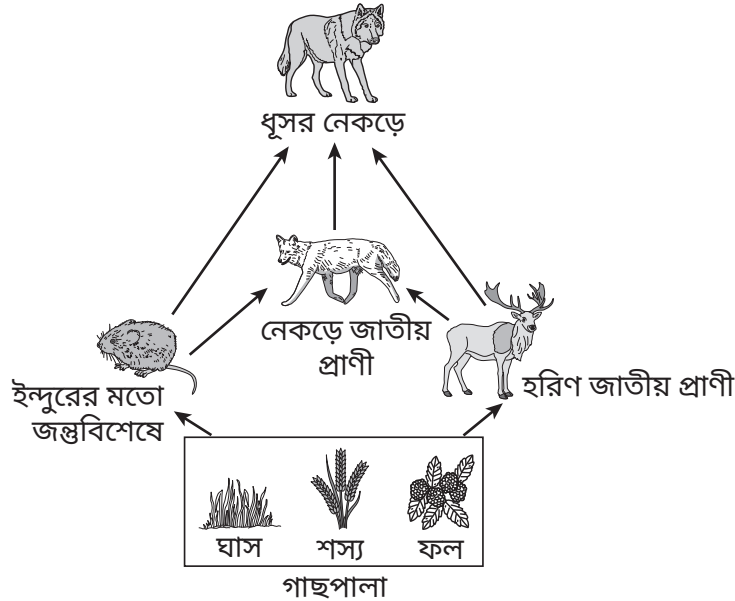 ধূসর নেকড়ে
নেকড়ে জাতীয়
প্রাণী
ইন্দুরের মতো
জন্তুবিশেষে
হরিণ জাতীয় প্রাণী
ঘাস শস্য ফল
গাছপালা